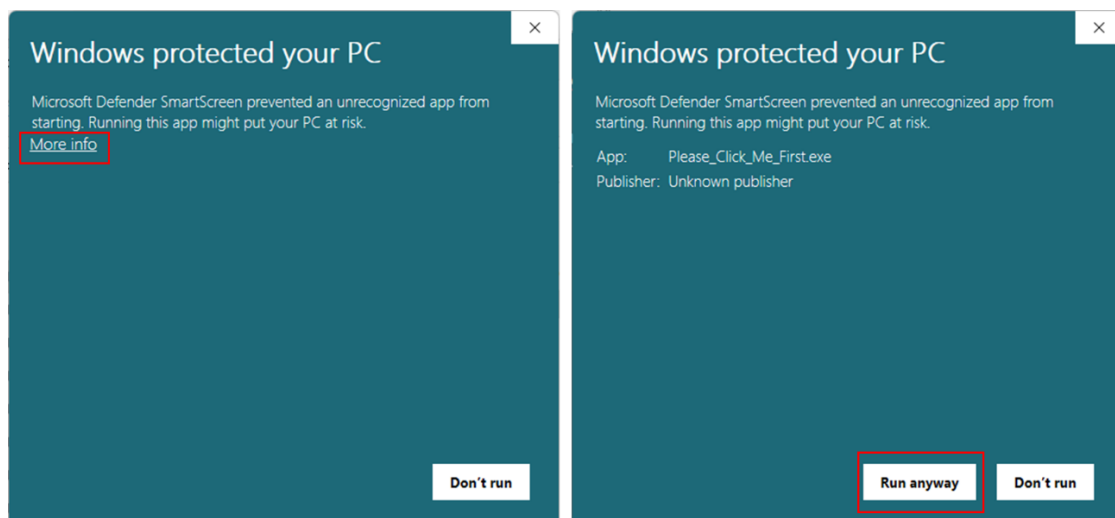 Windows protected your PC
Microsoft Defender SmartScreen prevented an unrecognized app from
starting. Running this app might put your PC at risk.
More info
Don't run
Windows protected your PC
Microsoft Defender SmartScreen prevented an unrecognized app from
starting. Running this app might put your PC at risk.
App: Please_Click_Me_First.exe
Publisher: Unknown publisher
Run anyway Don't run